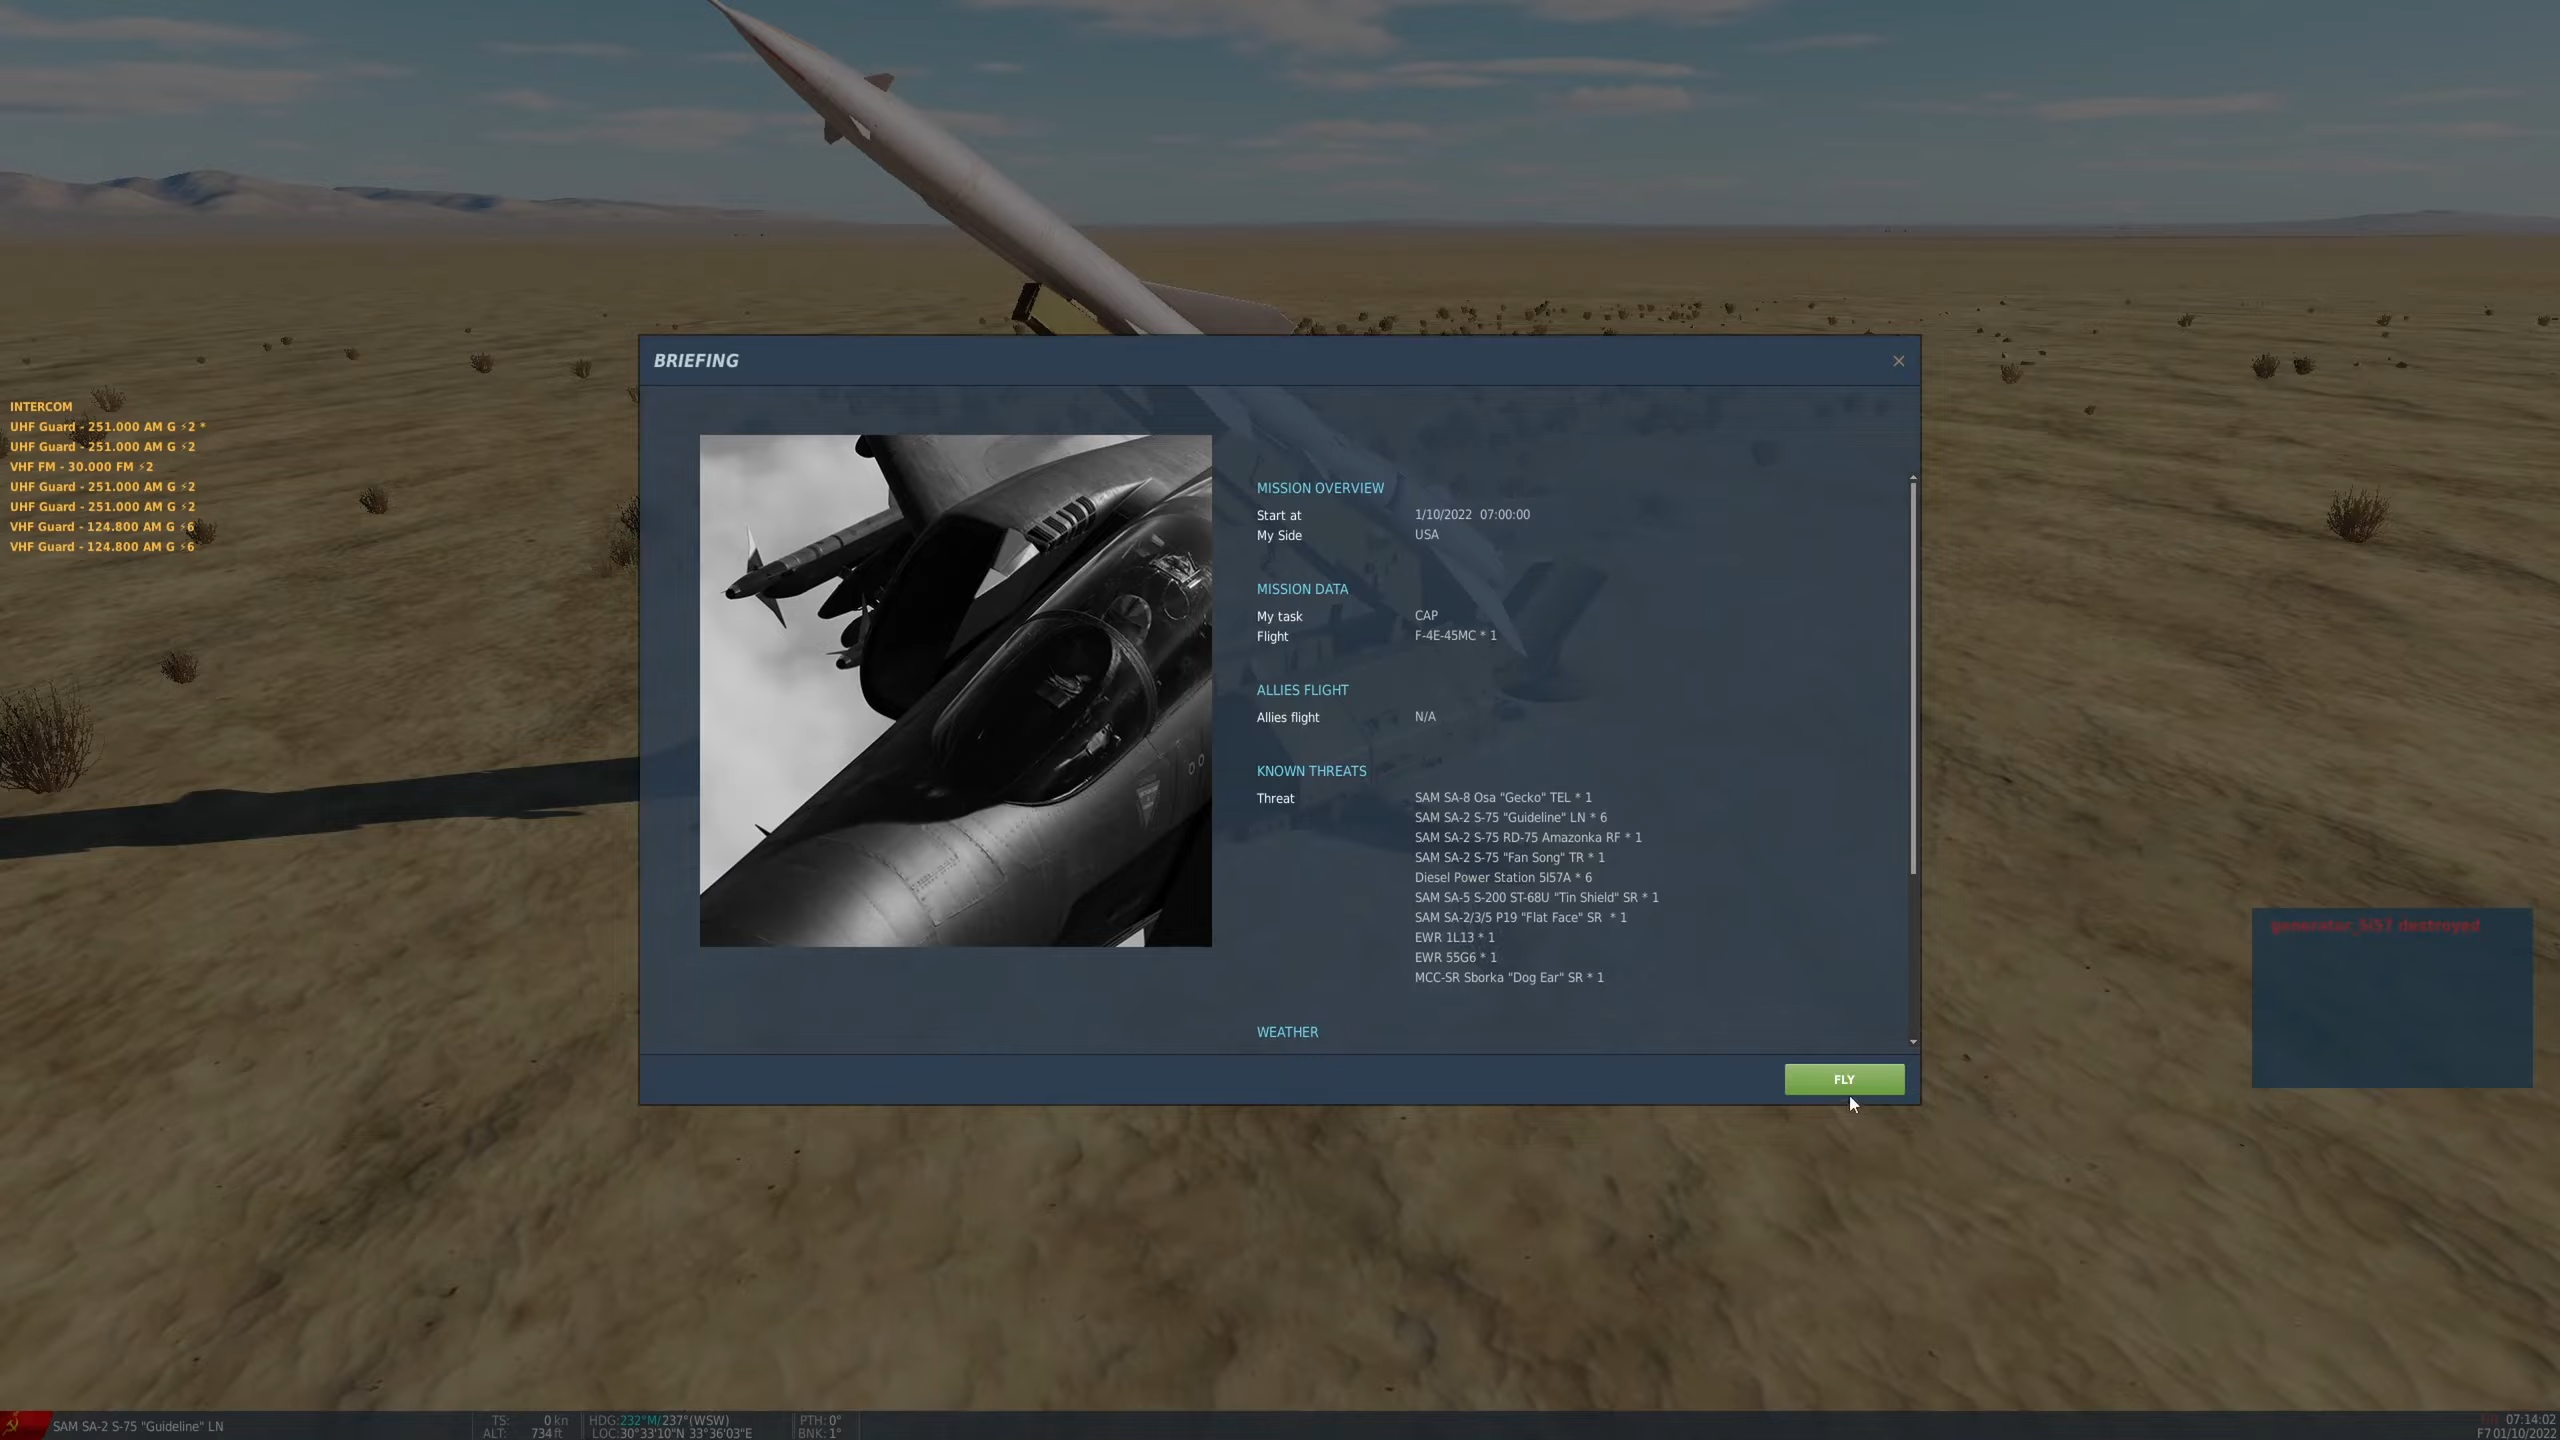 BRIEFING
INTERCOM
UHF Guard - 251.000 AM G ⚡2 *
UHF Guard - 251.000 AM G ⚡2
VHF FM - 30.000 FM ⚡2
UHF Guard - 251.000 AM G ⚡2
UHF Guard - 251.000 AM G ⚡2
VHF Guard - 124.800 AM G ⚡6
VHF Guard - 124.800 AM G ⚡6
MISSION OVERVIEW
Start at 1/10/2022 07:00:00
My Side USA
MISSION DATA
My task CAP
Flight F-4E-45MC * 1
ALLIES FLIGHT
Allies flight N/A
KNOWN THREATS
Threat SAM SA-8 Osa "Gecko" TEL * 1
SAM SA-2 S-75 "Guideline" LN * 6
SAM SA-2 S-75 RD-75 Amazonka RF * 1
SAM SA-2 S-75 "Fan Song" TR * 1
Diesel Power Station 5I57A * 6
SAM SA-5 S-200 ST-68U "Tin Shield" SR * 1
SAM SA-2/3/5 P19 "Flat Face" SR * 1
EWR 1L13 * 1
EWR 55G6 * 1
MCC-SR Sborka "Dog Ear" SR * 1
WEATHER
generator_5I57 destroyed
FLY
SAM SA-2 S-75 "Guideline" LN
TS: 0 kn HDG:232°M/237°(WSW) PTH: 0°
ALT: 734 ft LOC:30°33'10"N 33°36'03"E BNK: 1°
07:14:02
F7 01/10/2022